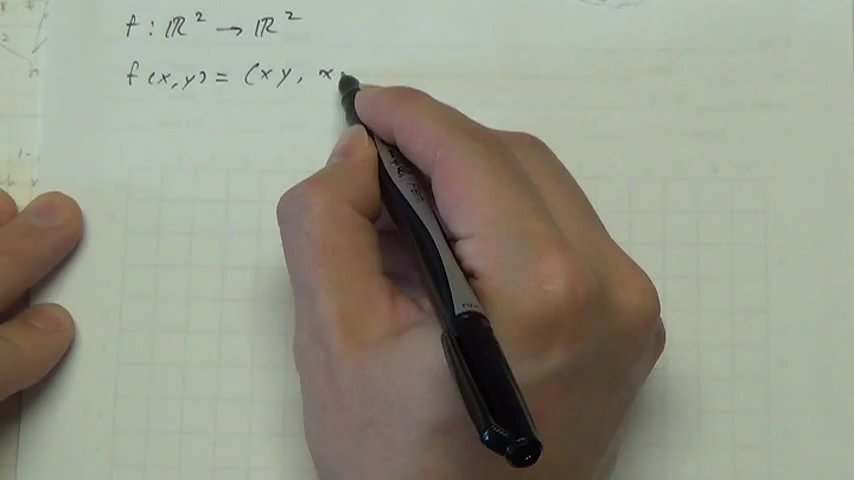 f : ℝ² → ℝ²
f(x,y) = (xy, x